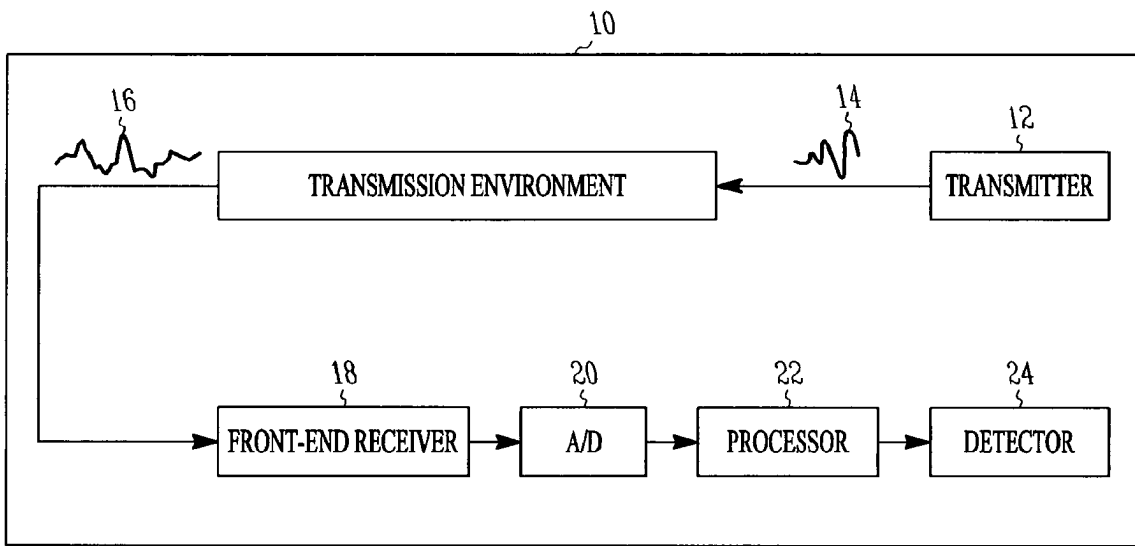 10
16
14
12
TRANSMISSION ENVIRONMENT
TRANSMITTER
18
20
22
24
FRONT-END RECEIVER
A/D
PROCESSOR
DETECTOR